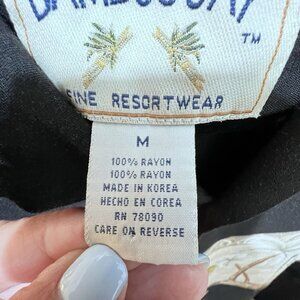 ™
FINE RESORTWEAR
M
100% RAYON
100% RAYON
MADE IN KOREA
HECHO EN COREA
RN 78090
CARE ON REVERSE